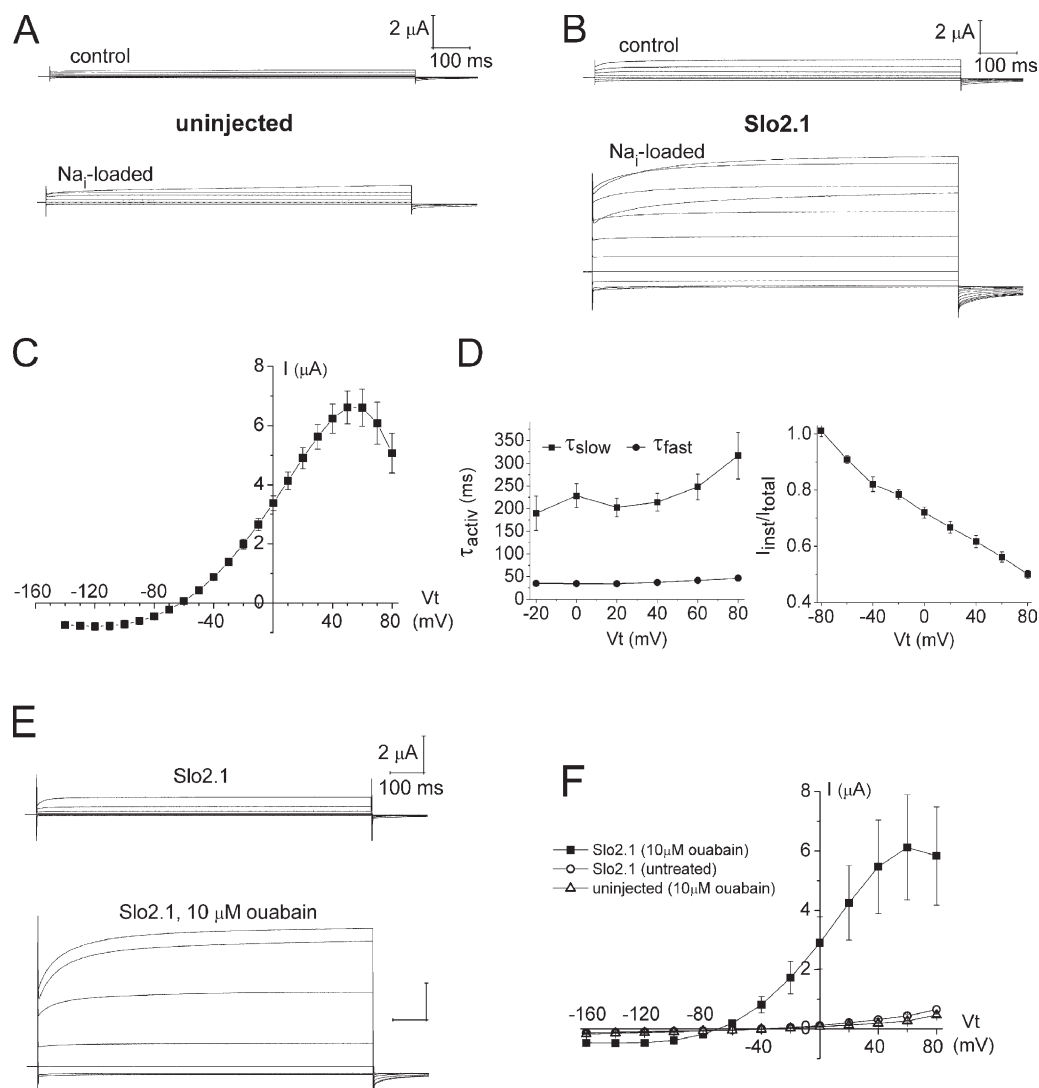 A
control
2 μA
100 ms
uninjected
Nai-loaded
B
control
2 μA
100 ms
Slo2.1
Nai-loaded
C
8
I (μA)
6
4
2
0
-160
-120
-80
-40
40
80
Vt
(mV)
D
350
300
250
200
150
100
50
0
τactiv (ms)
τslow
τfast
-20
0
20
40
60
80
Vt (mV)
1.0
0.8
0.6
0.4
Iinst/Itotal
-80
-40
0
40
80
Vt (mV)
E
2 μA
100 ms
Slo2.1
Slo2.1, 10 μM ouabain
F
8
I (μA)
6
4
2
0
Slo2.1 (10μM ouabain)
Slo2.1 (untreated)
uninjected (10μM ouabain)
-160
-120
-80
-40
40
80
Vt
(mV)